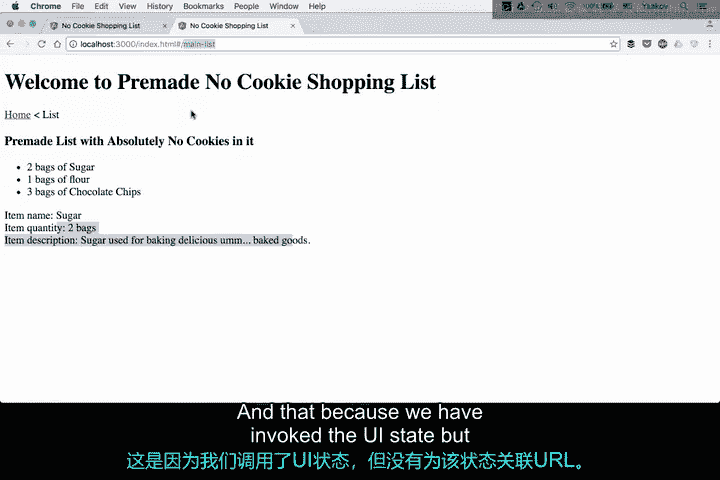 Chrome File Edit View History Bookmarks People Window Help
100%
No Cookie Shopping List × No Cookie Shopping List ×
localhost:3000/index.html#/main-list
Welcome to Premade No Cookie Shopping List
Home < List
Premade List with Absolutely No Cookies in it
• 2 bags of Sugar
• 1 bags of flour
• 3 bags of Chocolate Chips
Item name: Sugar
Item quantity: 2 bags
Item description: Sugar used for baking delicious umm... baked goods.
And that because we have
invoked the UI state but
这是因为我们调用了UI状态，但没有为该状态关联URL。